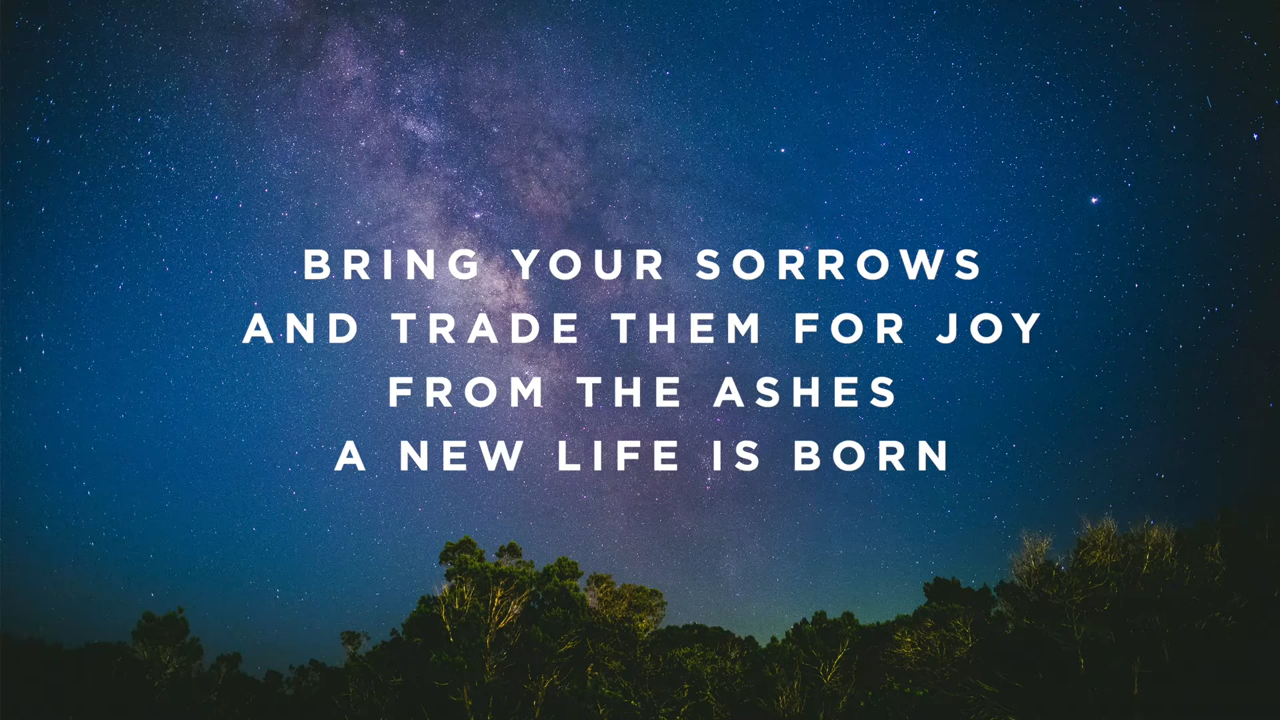 BRING YOUR SORROWS
AND TRADE THEM FOR JOY
FROM THE ASHES
A NEW LIFE IS BORN